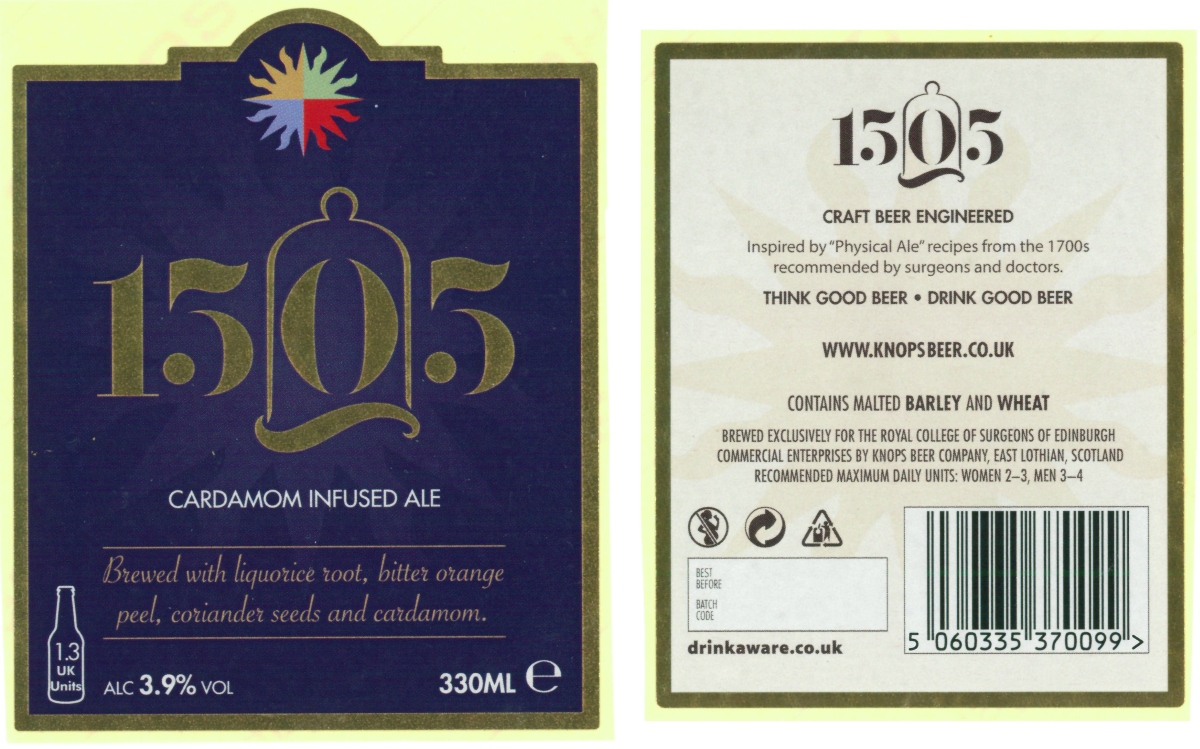 1505
CARDAMOM INFUSED ALE
Brewed with liquorice root, bitter orange
peel, coriander seeds and cardamom.
1.3
UK
Units
ALC 3.9% VOL
330ML e
1505
CRAFT BEER ENGINEERED
Inspired by "Physical Ale" recipes from the 1700s
recommended by surgeons and doctors.
THINK GOOD BEER • DRINK GOOD BEER
WWW.KNOPSBEER.CO.UK
CONTAINS MALTED BARLEY AND WHEAT
BREWED EXCLUSIVELY FOR THE ROYAL COLLEGE OF SURGEONS OF EDINBURGH
COMMERCIAL ENTERPRISES BY KNOPS BEER COMPANY, EAST LOTHIAN, SCOTLAND
RECOMMENDED MAXIMUM DAILY UNITS: WOMEN 2–3, MEN 3–4
BEST
BEFORE
BATCH
CODE
drinkaware.co.uk
5 060335 370099 >